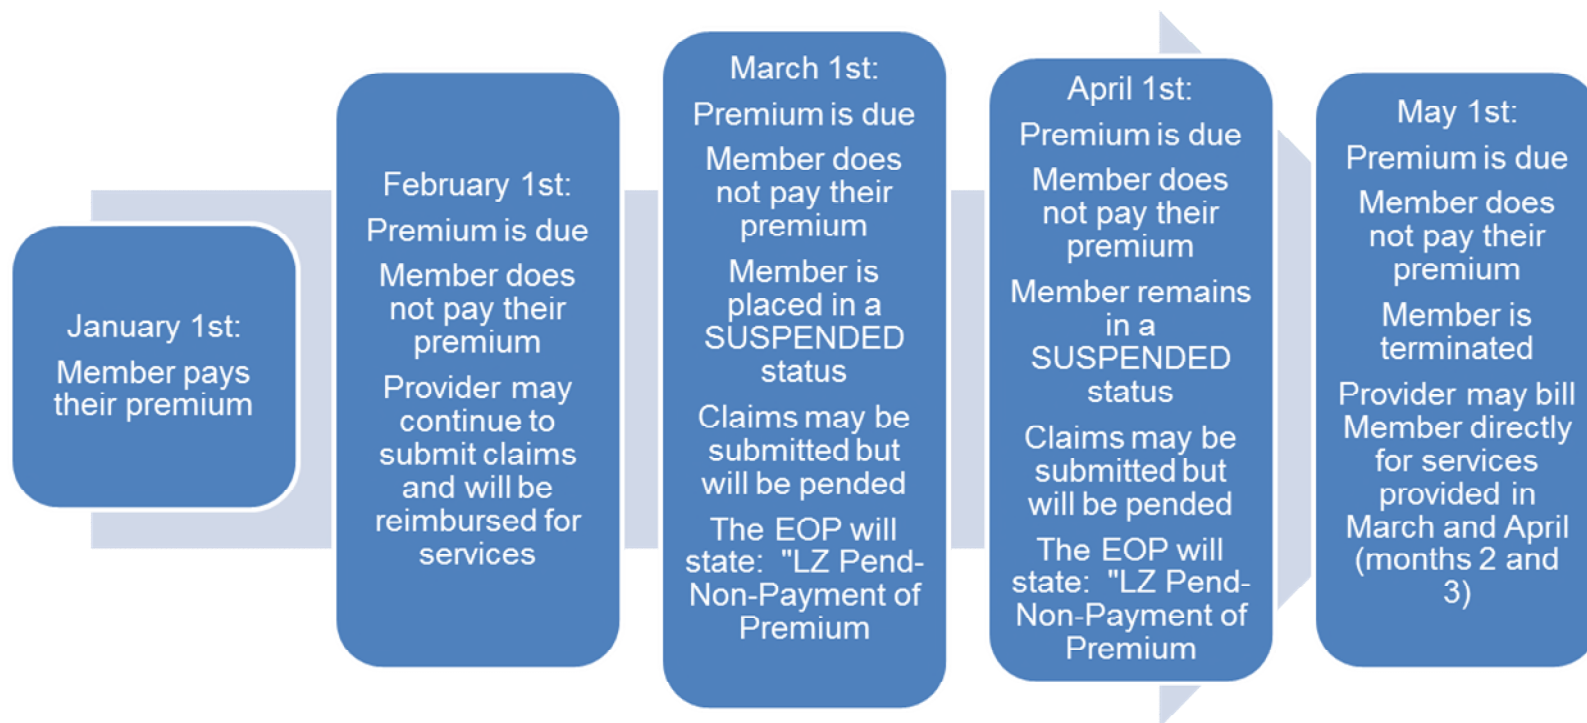 January 1st:
Member pays
their premium
February 1st:
Premium is due
Member does
not pay their
premium
Provider may
continue to
submit claims
and will be
reimbursed for
services
March 1st:
Premium is due
Member does
not pay their
premium
Member is
placed in a
SUSPENDED
status
Claims may be
submitted but
will be pended
The EOP will
state:  "LZ Pend-
Non-Payment of
Premium
April 1st:
Premium is due
Member does
not pay their
premium
Member remains
in a
SUSPENDED
status
Claims may be
submitted but
will be pended
The EOP will
state:  "LZ Pend-
Non-Payment of
Premium
May 1st:
Premium is due
Member does
not pay their
premium
Member is
terminated
Provider may bill
Member directly
for services
provided in
March and April
(months 2 and
3)